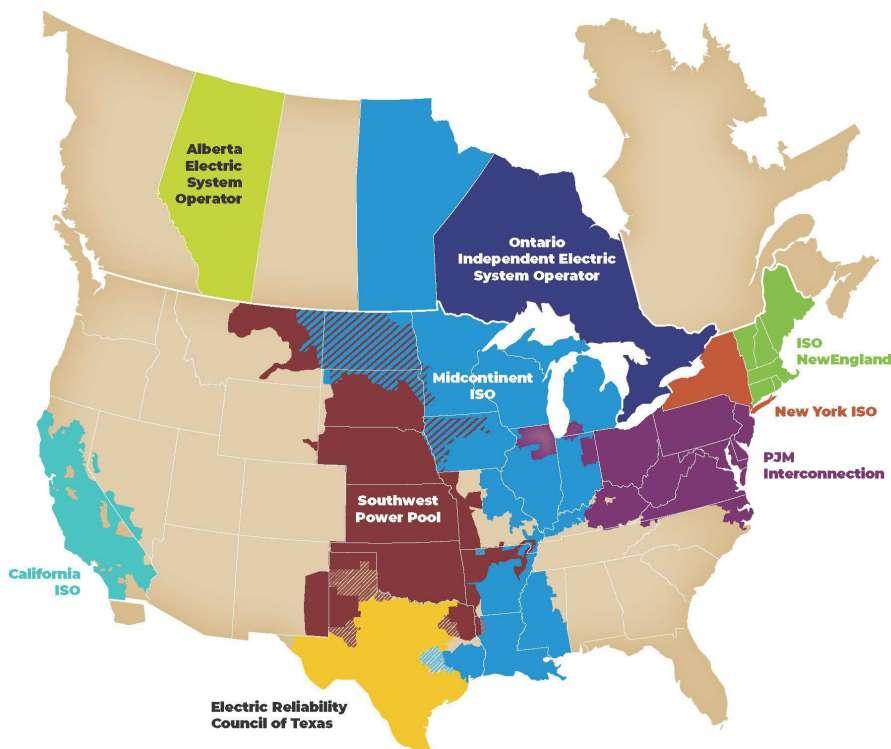 Alberta
Electric
System
Operator
Ontario
Independent Electric
System Operator
ISO
NewEngland
Midcontinent
ISO
New York ISO
PJM
Interconnection
Southwest
Power Pool
California
ISO
Electric Reliability
Council of Texas